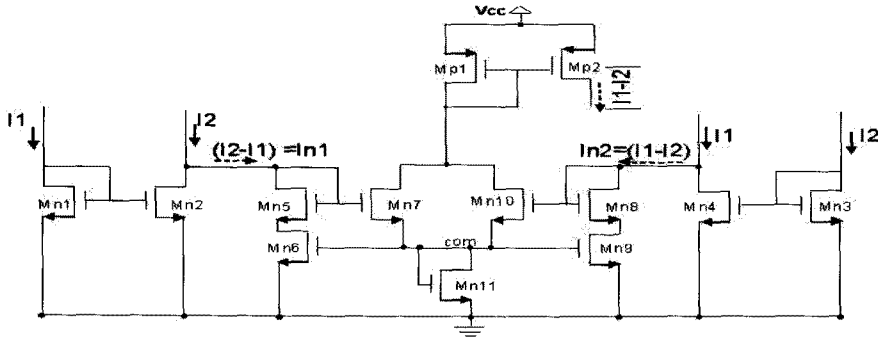 Vcc
Mp1
Mp2
|I1-I2|
I1
I2
(I2-I1) =In1
In2=(I1-I2)
I1
I2
Mn1
Mn2
Mn5
Mn7
Mn10
Mn8
Mn4
Mn3
Mn6
com
Mn9
Mn11